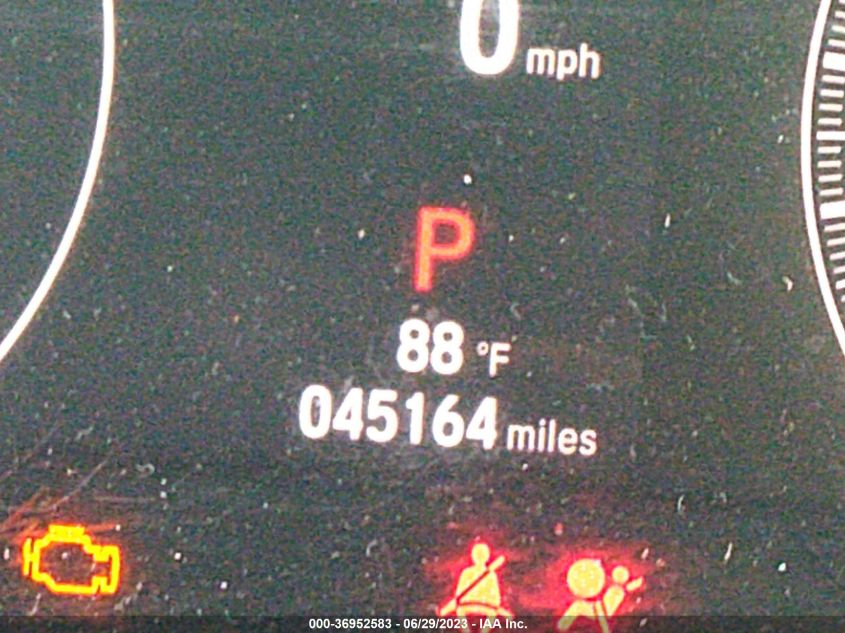 0 mph
P
88 °F
045164 miles
000-36952583 - 06/29/2023 - IAA Inc.